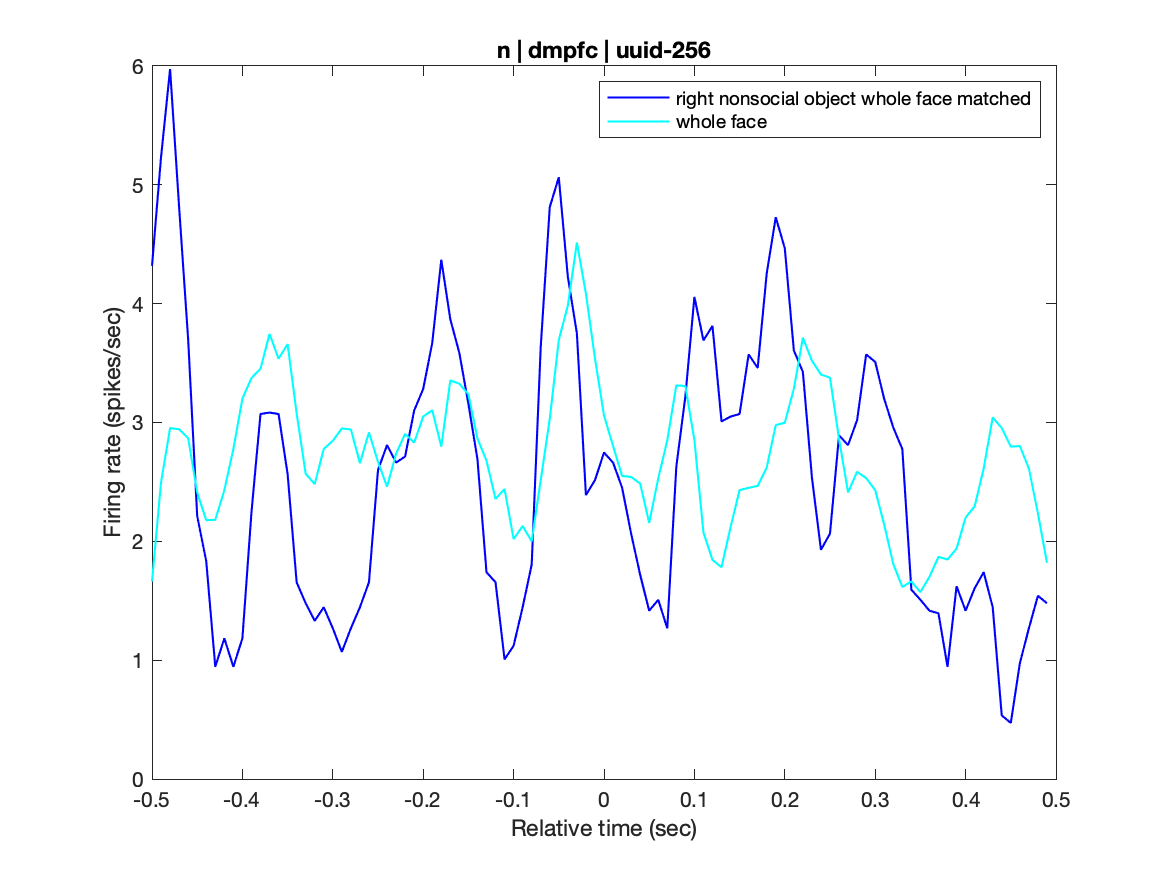 n | dmpfc | uuid-256
right nonsocial object whole face matched
whole face
Firing rate (spikes/sec)
6
5
4
3
2
1
0
-0.5 -0.4 -0.3 -0.2 -0.1 0 0.1 0.2 0.3 0.4 0.5
Relative time (sec)